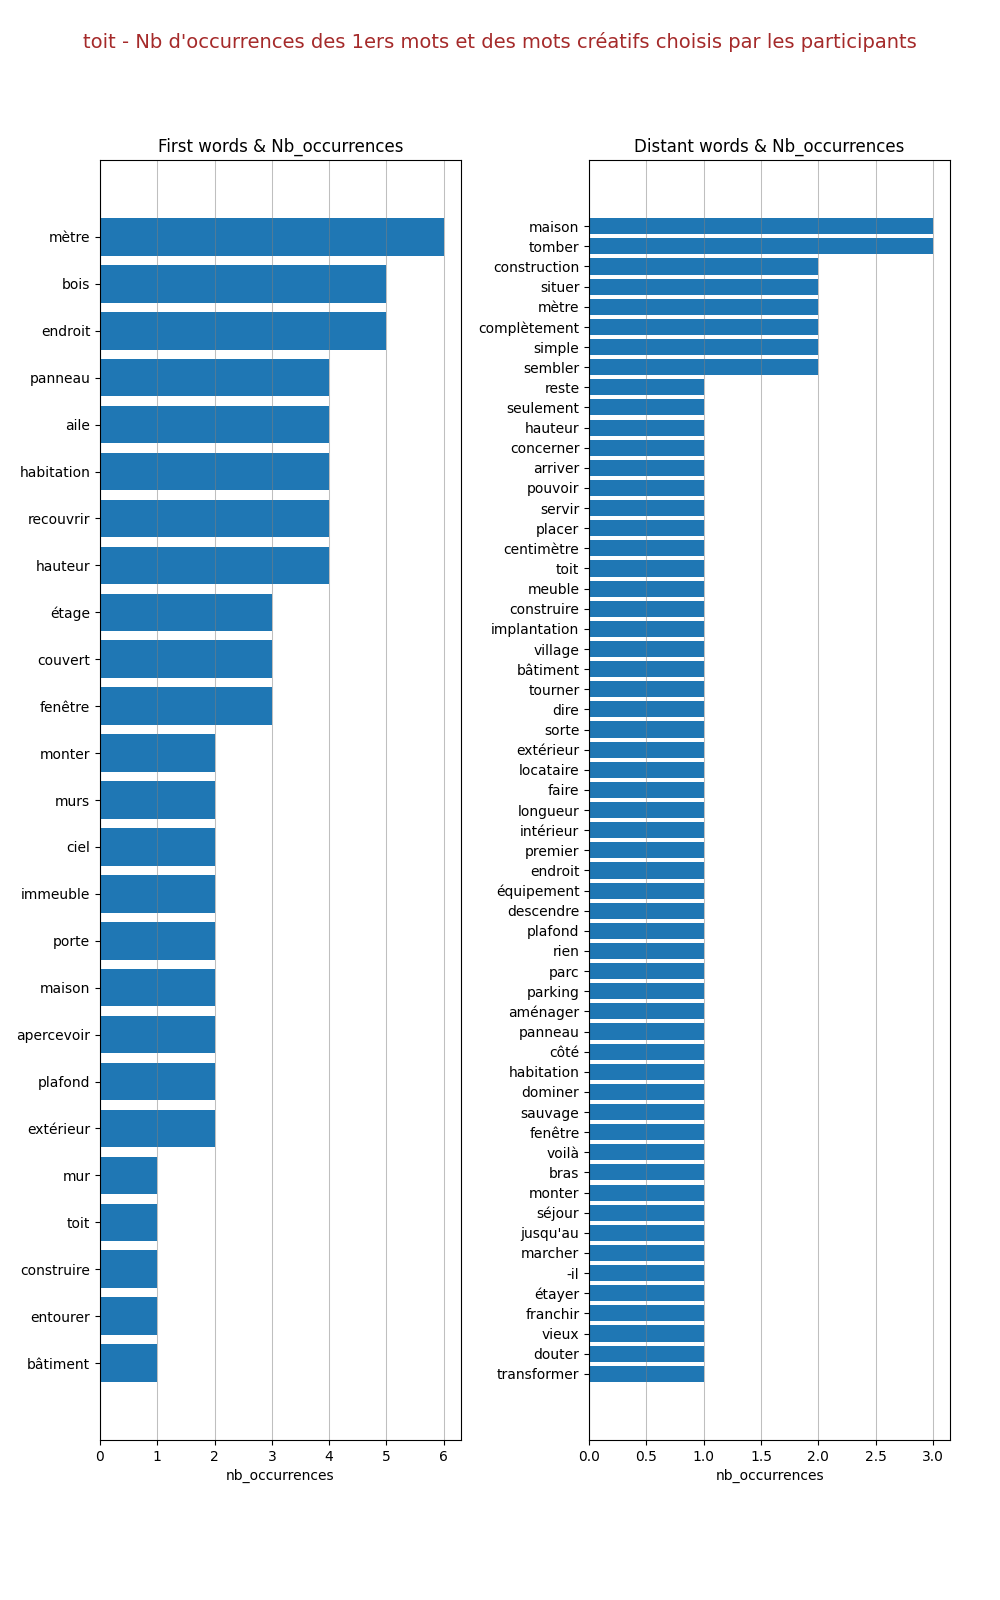 toit - Nb d'occurrences des 1ers mots et des mots créatifs choisis par les participants
First words & Nb_occurrences
mètre
bois
endroit
panneau
aile
habitation
recouvrir
hauteur
étage
couvert
fenêtre
monter
murs
ciel
immeuble
porte
maison
apercevoir
plafond
extérieur
mur
toit
construire
entourer
bâtiment
0 1 2 3 4 5 6
nb_occurrences
Distant words & Nb_occurrences
maison
tomber
construction
situer
mètre
complètement
simple
sembler
reste
seulement
hauteur
concerner
arriver
pouvoir
servir
placer
centimètre
toit
meuble
construire
implantation
village
bâtiment
tourner
dire
sorte
extérieur
locataire
faire
longueur
intérieur
premier
endroit
équipement
descendre
plafond
rien
parc
parking
aménager
panneau
côté
habitation
dominer
sauvage
fenêtre
voilà
bras
monter
séjour
jusqu'au
marcher
-il
étayer
franchir
vieux
douter
transformer
0.0 0.5 1.0 1.5 2.0 2.5 3.0
nb_occurrences